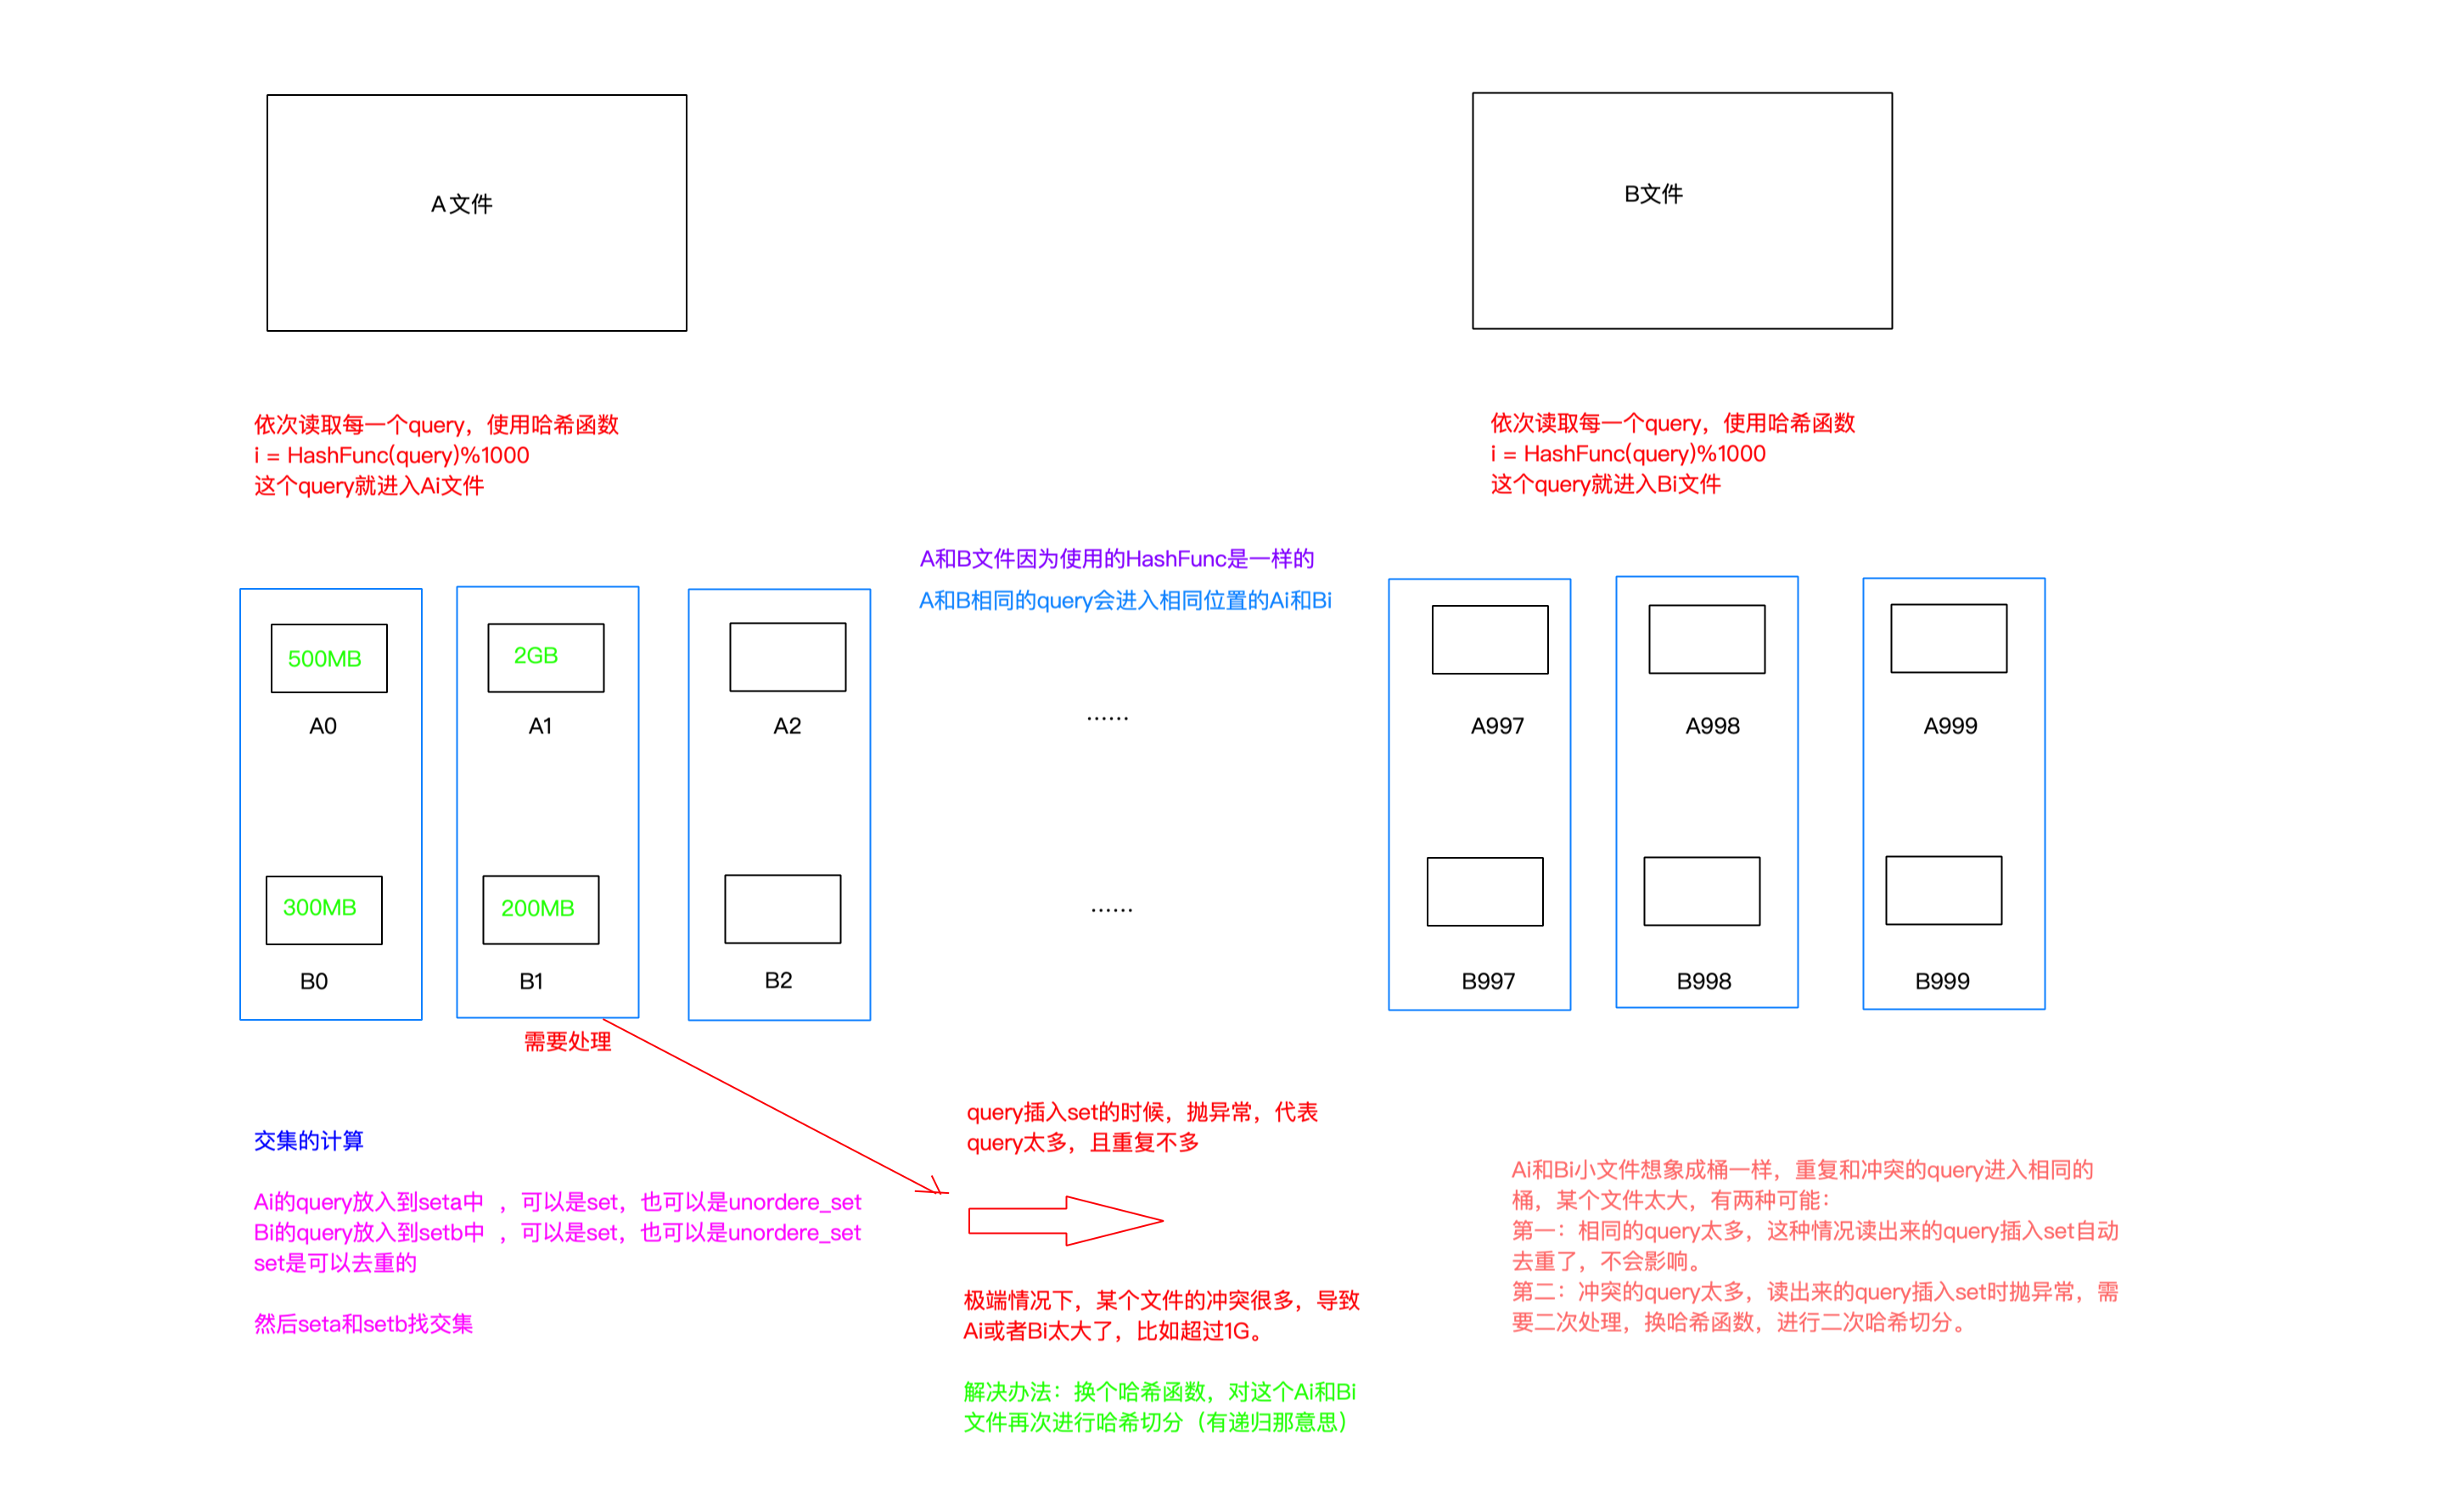 A 文件
B文件
依次读取每一个query，使用哈希函数
i = HashFunc(query)%1000
这个query就进入Ai文件
依次读取每一个query，使用哈希函数
i = HashFunc(query)%1000
这个query就进入Bi文件
A和B文件因为使用的HashFunc是一样的
A和B相同的query会进入相同位置的Ai和Bi
500MB
2GB
A0
A1
A2
......
A997
A998
A999
300MB
200MB
......
B0
B1
B2
B997
B998
B999
需要处理
交集的计算
Ai的query放入到seta中 ，可以是set，也可以是unordere_set
Bi的query放入到setb中 ，可以是set，也可以是unordere_set
set是可以去重的
然后seta和setb找交集
query插入set的时候，抛异常，代表
query太多，且重复不多
极端情况下，某个文件的冲突很多，导致
Ai或者Bi太大了，比如超过1G。
解决办法：换个哈希函数，对这个Ai和Bi
文件再次进行哈希切分（有递归那意思）
Ai和Bi小文件想象成桶一样，重复和冲突的query进入相同的
桶，某个文件太大，有两种可能：
第一：相同的query太多，这种情况读出来的query插入set自动
去重了，不会影响。
第二：冲突的query太多，读出来的query插入set时抛异常，需
要二次处理，换哈希函数，进行二次哈希切分。